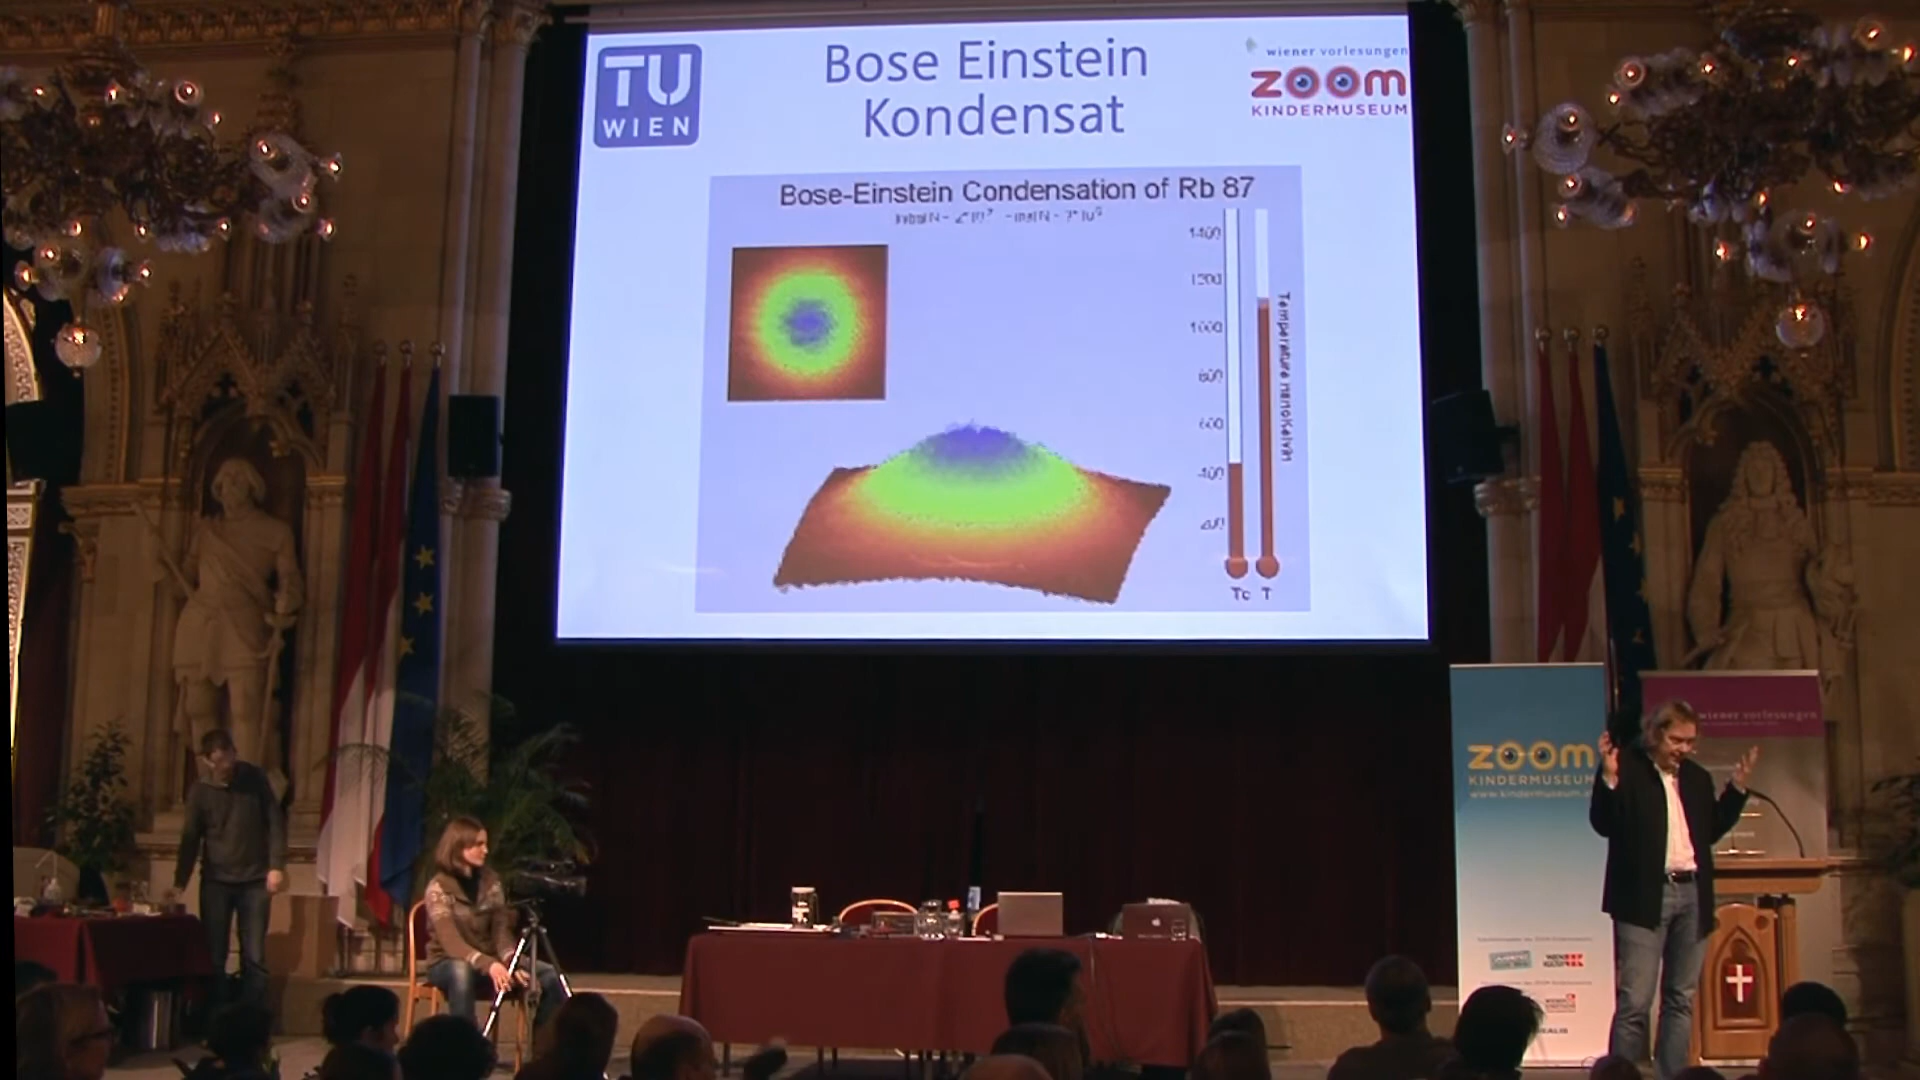 TU
WIEN
Bose Einstein
Kondensat
wiener vorlesungen
ZOOM
KINDERMUSEUM
Bose-Einstein Condensation of Rb 87
1400
1200
1000
800
600
400
200
Temperature nanoKelvin
Tc T
ZOOM
KINDERMUSEUM
www.kindermuseum.
wiener vorlesungen